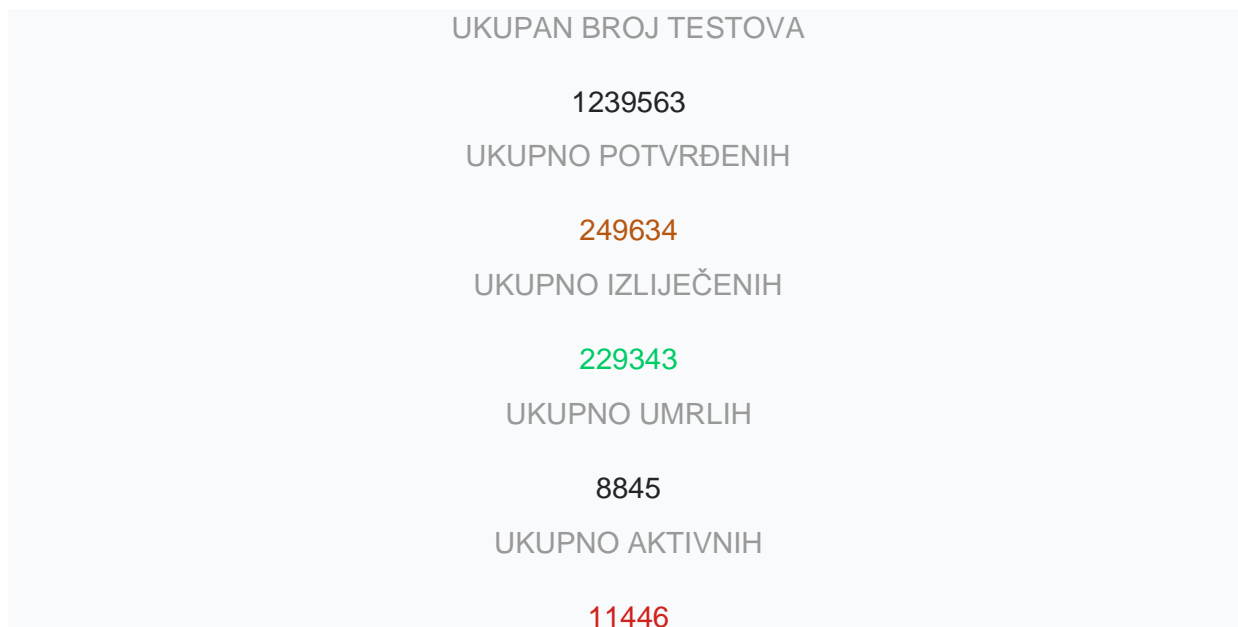 UKUPAN BROJ TESTOVA
1239563
UKUPNO POTVRĐENIH
249634
UKUPNO IZLIJEČENIH
229343
UKUPNO UMRLIH
8845
UKUPNO AKTIVNIH
11446